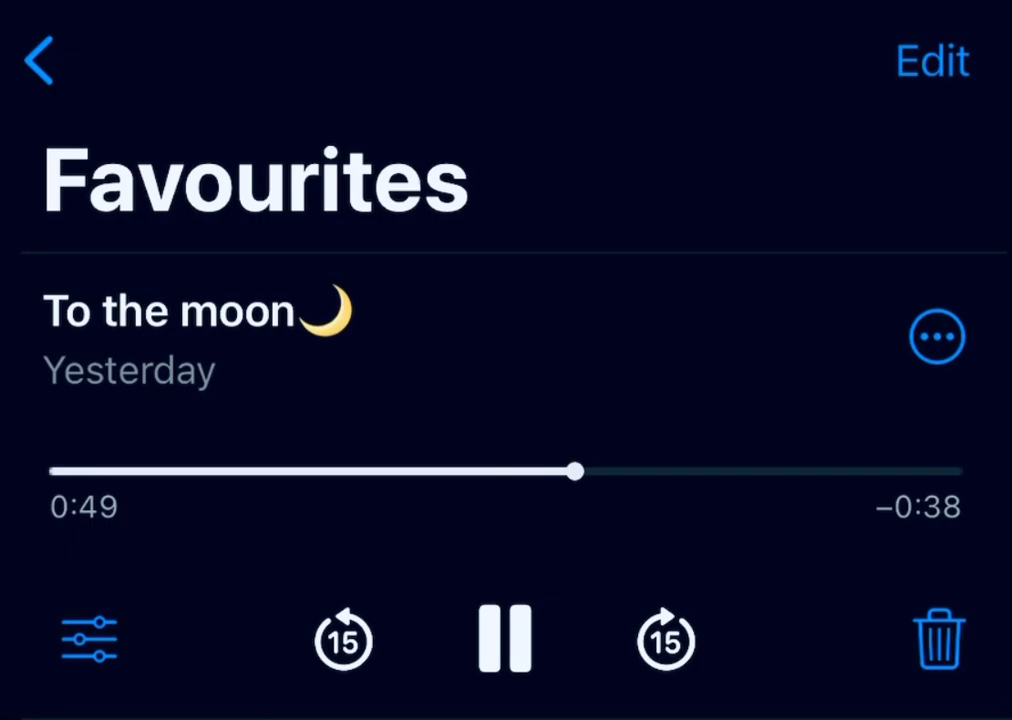 Edit
Favourites
To the moon🌙
Yesterday
0:49 –0:38
15 15